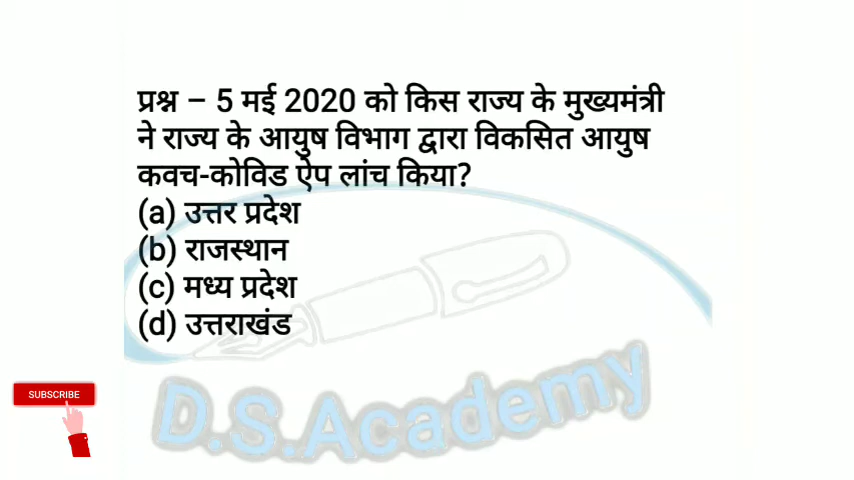 प्रश्न – 5 मई 2020 को किस राज्य के मुख्यमंत्री
ने राज्य के आयुष विभाग द्वारा विकसित आयुष
कवच-कोविड ऐप लांच किया?
(a) उत्तर प्रदेश
(b) राजस्थान
(c) मध्य प्रदेश
(d) उत्तराखंड
SUBSCRIBE
D.S.Academy